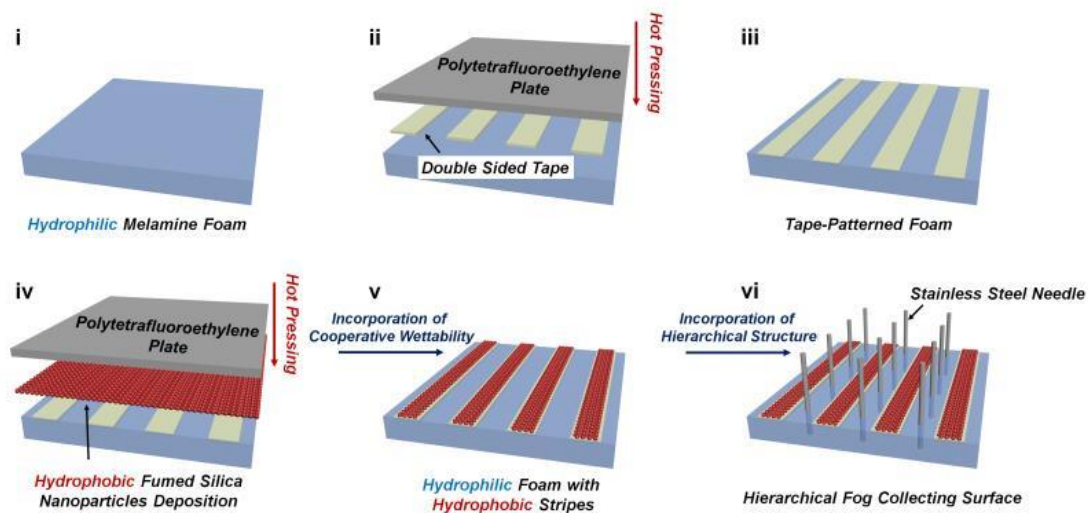 i
Hydrophilic Melamine Foam
ii
Polytetrafluoroethylene
Plate
Hot Pressing
Double Sided Tape
iii
Tape-Patterned Foam
iv
Polytetrafluoroethylene
Plate
Hot Pressing
Hydrophobic Fumed Silica
Nanoparticles Deposition
v
Incorporation of
Cooperative Wettability
Hydrophilic Foam with
Hydrophobic Stripes
vi
Incorporation of
Hierarchical Structure
Stainless Steel Needle
Hierarchical Fog Collecting Surface